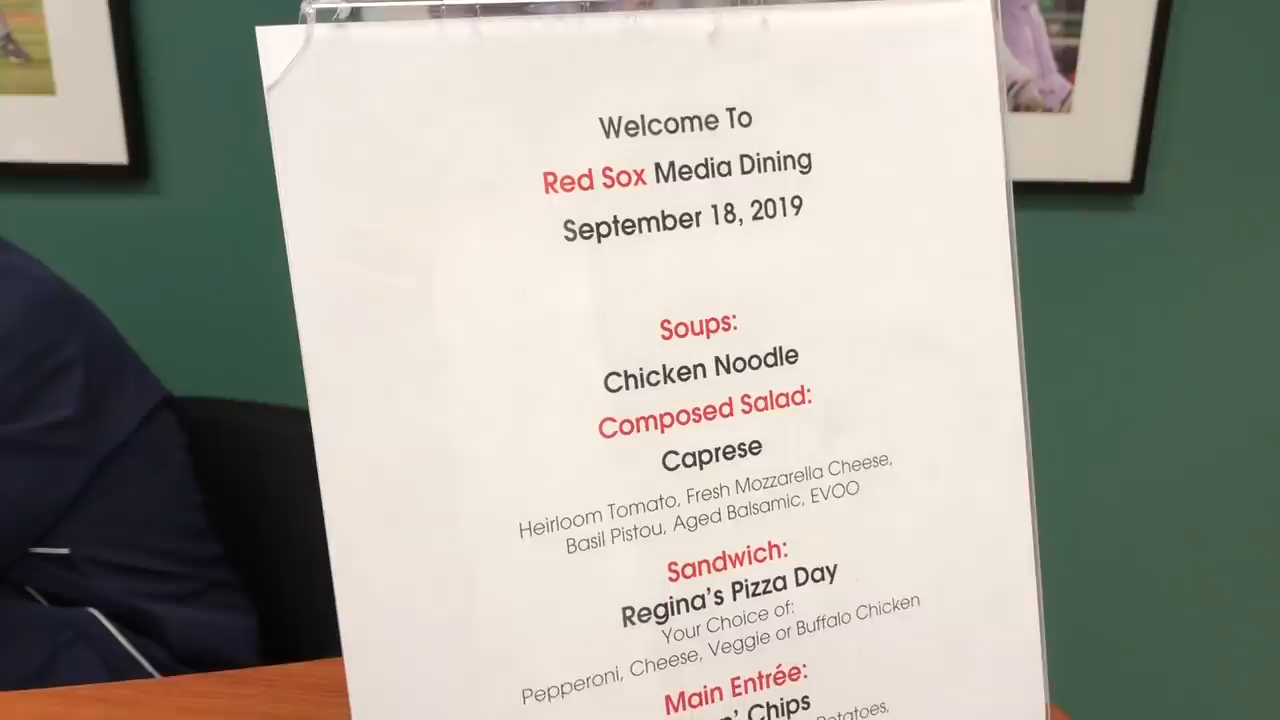 Welcome To
Red Sox Media Dining
September 18, 2019
Soups:
Chicken Noodle
Composed Salad:
Caprese
Heirloom Tomato, Fresh Mozzarella Cheese,
Basil Pistou, Aged Balsamic, EVOO
Sandwich:
Regina's Pizza Day
Your Choice of:
Pepperoni, Cheese, Veggie or Buffalo Chicken
Main Entrée:
n' Chips
Potatoes,